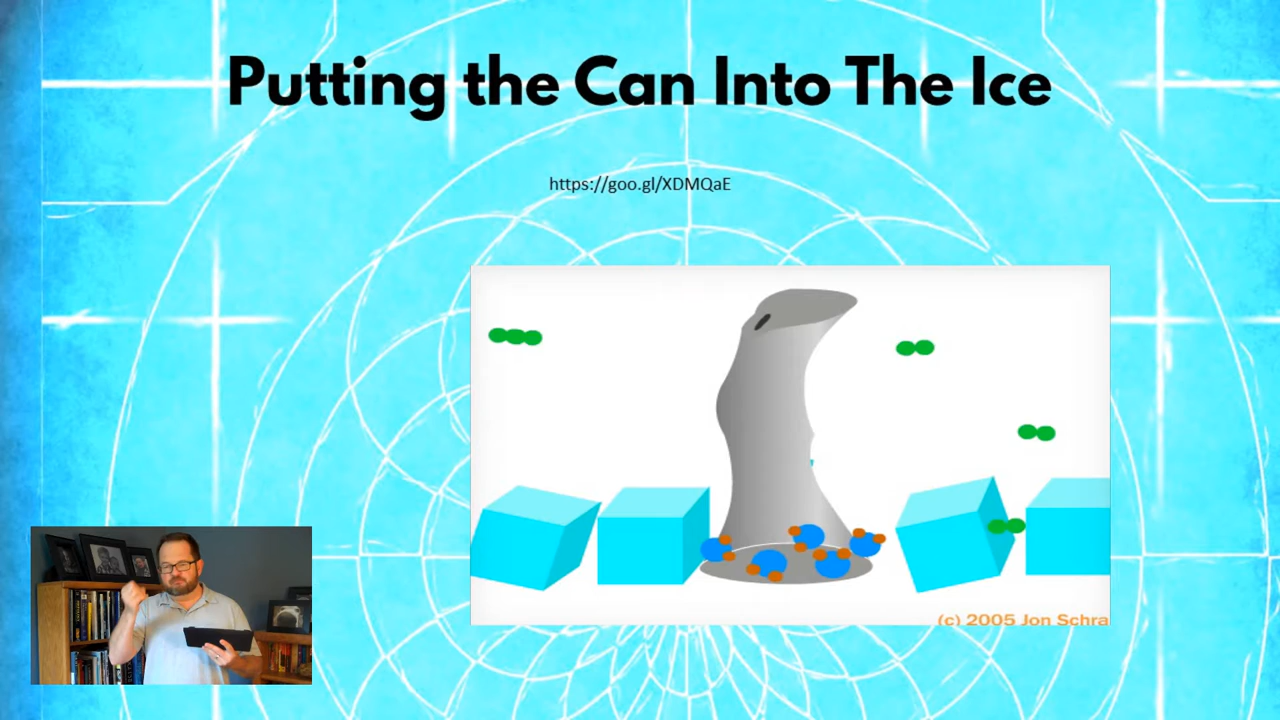 Putting the Can Into The Ice
https://goo.gl/XDMQaE
(c) 2005 Jon Schra